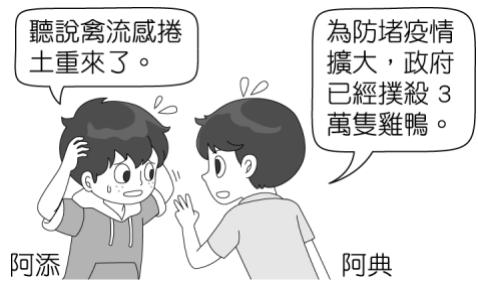 聽說禽流感捲
土重來了。
為防堵疫情
擴大，政府
已經撲殺 3
萬隻雞鴨。
阿添
阿典